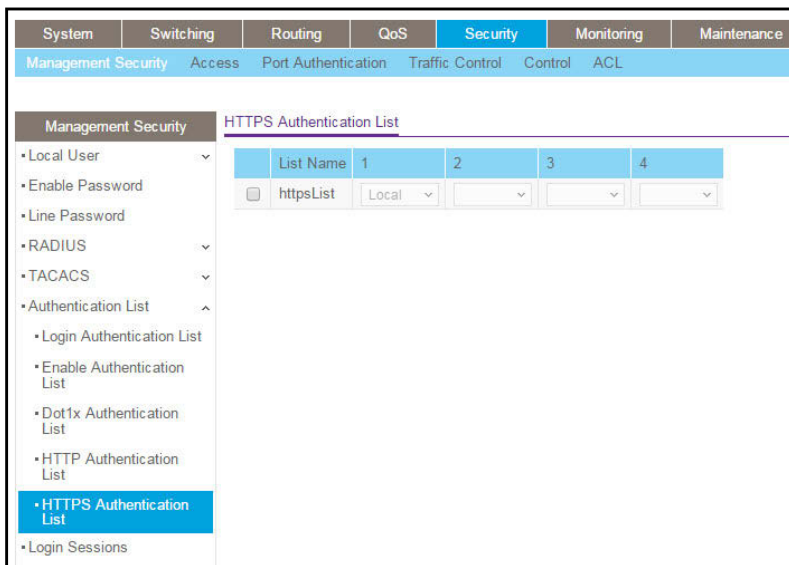 System Switching Routing QoS Security Monitoring Maintenance
Management Security Access Port Authentication Traffic Control Control ACL
Management Security
Local User
Enable Password
Line Password
RADIUS
TACACS
Authentication List
Login Authentication List
Enable Authentication
List
Dot1x Authentication
List
HTTP Authentication
List
HTTPS Authentication
List
Login Sessions
HTTPS Authentication List
List Name 1 2 3 4
httpsList Local